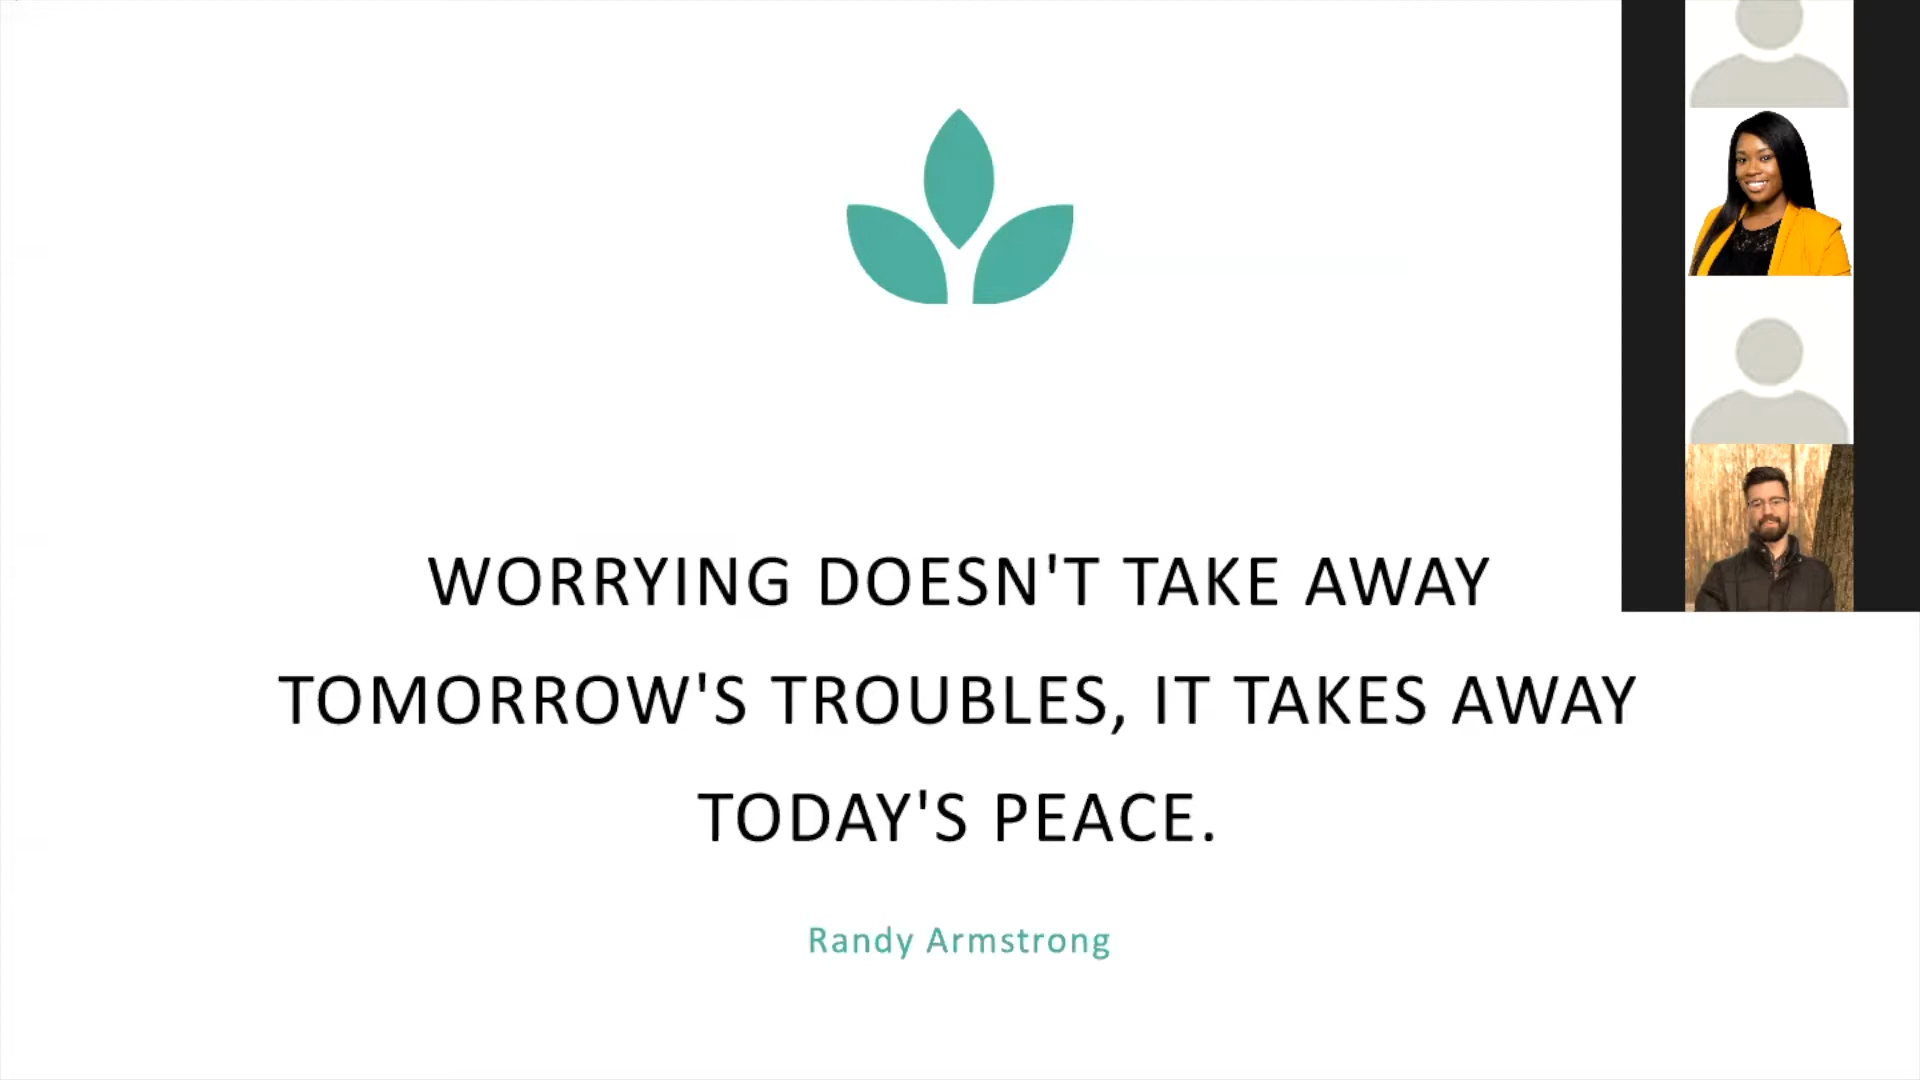 WORRYING DOESN'T TAKE AWAY
TOMORROW'S TROUBLES, IT TAKES AWAY
TODAY'S PEACE.
Randy Armstrong